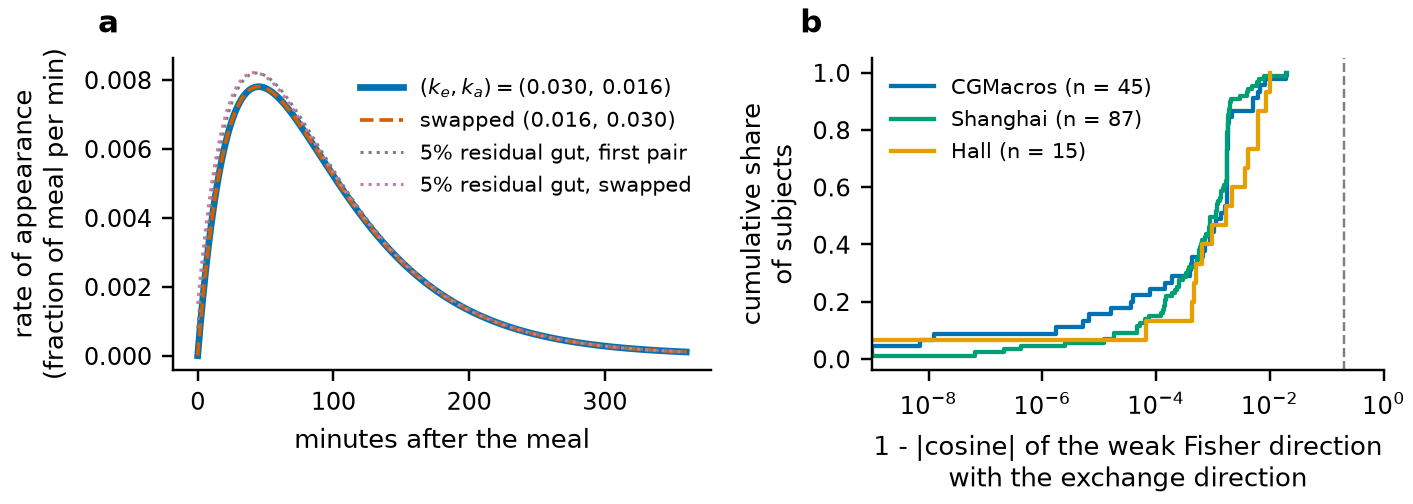 a
rate of appearance
(fraction of meal per min)
0.008
0.006
0.004
0.002
0.000
0
100
200
300
minutes after the meal
(kₑ, kₐ) = (0.030, 0.016)
swapped (0.016, 0.030)
5% residual gut, first pair
5% residual gut, swapped
b
cumulative share
of subjects
1.0
0.8
0.6
0.4
0.2
0.0
10⁻⁸
10⁻⁶
10⁻⁴
10⁻²
10⁰
1 - |cosine| of the weak Fisher direction
with the exchange direction
CGMacros (n = 45)
Shanghai (n = 87)
Hall (n = 15)